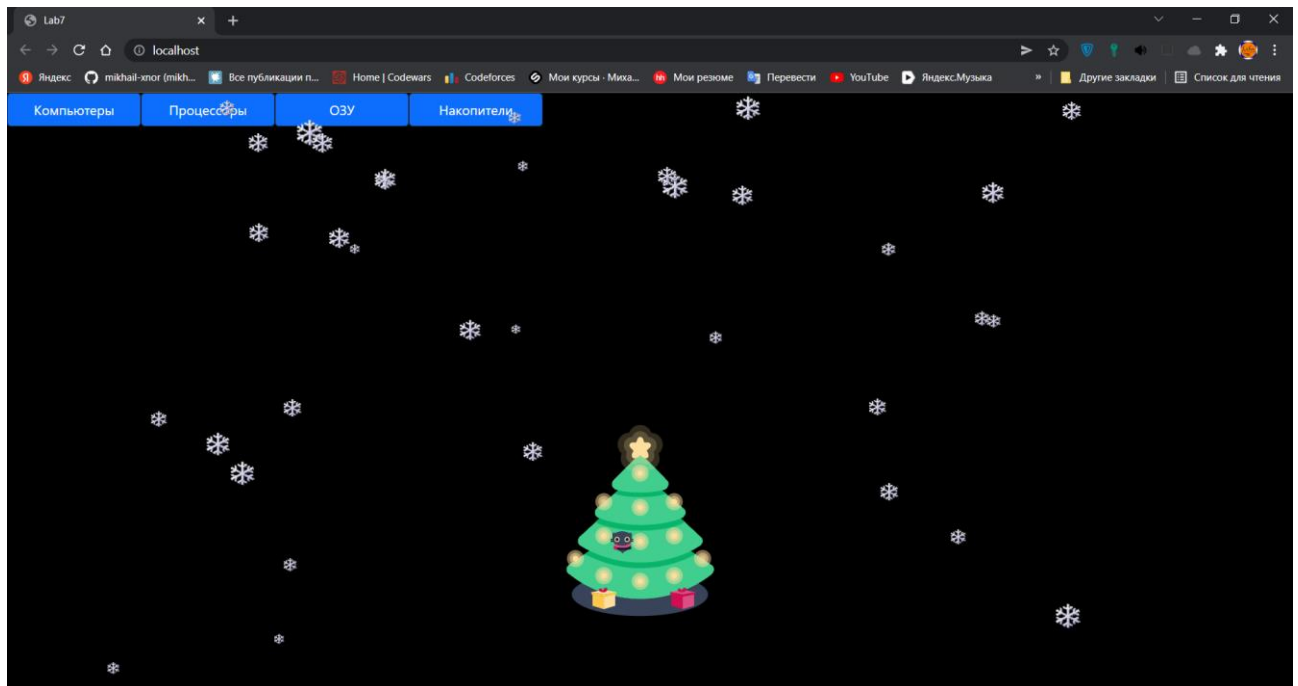 Lab7
localhost
Яндекс mikhail-xnor (mikh... Все публикации п... Home | Codewars Codeforces Мои курсы · Миха... Мои резюме Перевести YouTube Яндекс.Музыка » Другие закладки Список для чтения
Компьютеры Процессоры ОЗУ Накопители